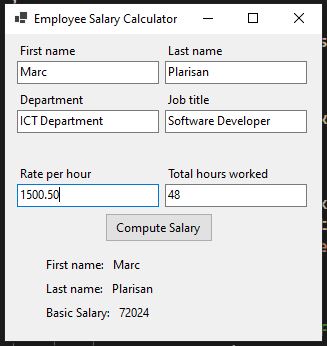 Employee Salary Calculator
First name Last name
Marc Plarisan
Department Job title
ICT Department Software Developer
Rate per hour Total hours worked
1500.50 48
Compute Salary
First name: Marc
Last name: Plarisan
Basic Salary: 72024